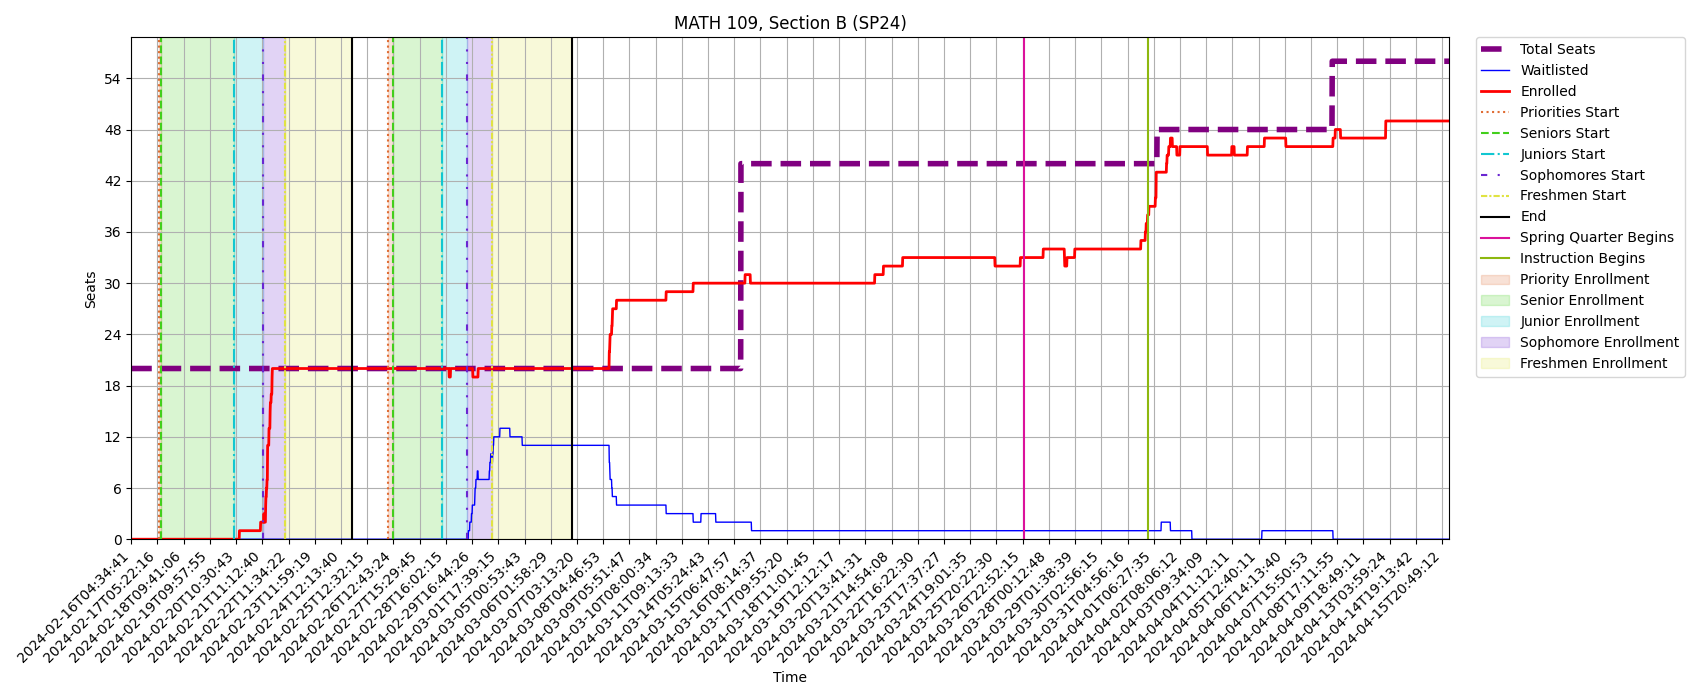 MATH 109, Section B (SP24)
Seats
54
48
42
36
30
24
18
12
6
0
2024-02-16T04:34:41
2024-02-17T05:22:16
2024-02-18T09:41:06
2024-02-19T09:57:55
2024-02-20T10:30:43
2024-02-21T11:12:40
2024-02-22T11:34:22
2024-02-23T11:59:19
2024-02-24T12:13:40
2024-02-25T12:32:15
2024-02-26T12:43:24
2024-02-27T15:29:45
2024-02-28T16:02:15
2024-02-29T16:44:29
2024-03-01T17:39:15
2024-03-05T00:53:43
2024-03-06T01:58:29
2024-03-07T03:13:20
2024-03-08T04:46:53
2024-03-09T05:51:47
2024-03-10T08:00:34
2024-03-11T09:13:33
2024-03-14T05:24:43
2024-03-15T06:47:57
2024-03-16T08:14:37
2024-03-17T09:55:20
2024-03-18T11:01:45
2024-03-19T12:12:17
2024-03-20T13:41:31
2024-03-21T14:54:08
2024-03-22T16:22:30
2024-03-23T17:37:27
2024-03-24T19:01:35
2024-03-25T20:22:30
2024-03-26T22:52:15
2024-03-28T00:12:48
2024-03-29T01:38:39
2024-03-30T02:56:15
2024-03-31T04:56:16
2024-04-01T06:27:35
2024-04-02T08:06:12
2024-04-03T09:34:09
2024-04-04T11:12:11
2024-04-05T12:40:11
2024-04-06T14:13:40
2024-04-07T15:50:53
2024-04-08T17:11:55
2024-04-09T18:49:11
2024-04-13T03:59:24
2024-04-14T19:13:42
2024-04-15T20:49:12
Time
Total Seats
Waitlisted
Enrolled
Priorities Start
Seniors Start
Juniors Start
Sophomores Start
Freshmen Start
End
Spring Quarter Begins
Instruction Begins
Priority Enrollment
Senior Enrollment
Junior Enrollment
Sophomore Enrollment
Freshmen Enrollment